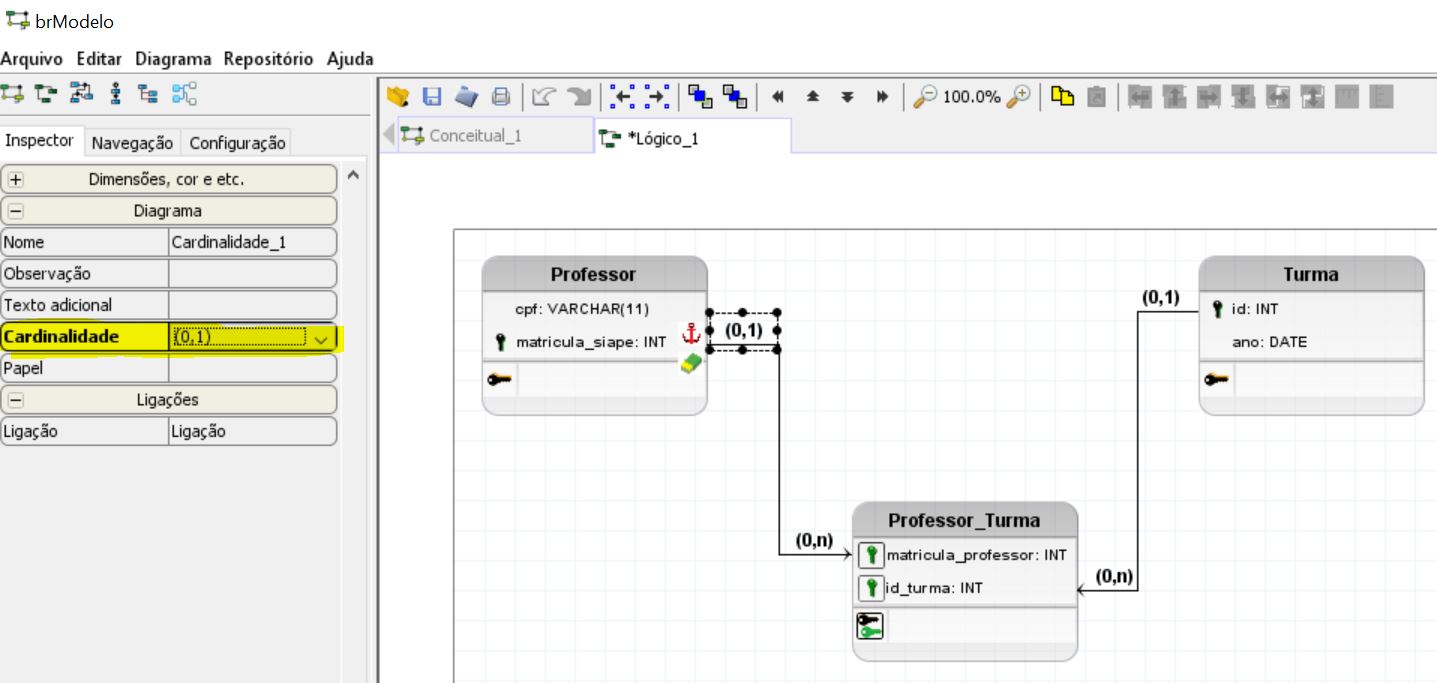 brModelo
Arquivo Editar Diagrama Repositório Ajuda
100.0%
Inspector Navegação Configuração
Conceitual_1 *Lógico_1
Dimensões, cor e etc.
Diagrama
Nome Cardinalidade_1
Observação
Texto adicional
Cardinalidade (0,1)
Papel
Ligações
Ligação Ligação
Professor
cpf: VARCHAR(11)
matricula_siape: INT
(0,1)
(0,1)
Turma
id: INT
ano: DATE
(0,n)
Professor_Turma
matricula_professor: INT
id_turma: INT
(0,n)